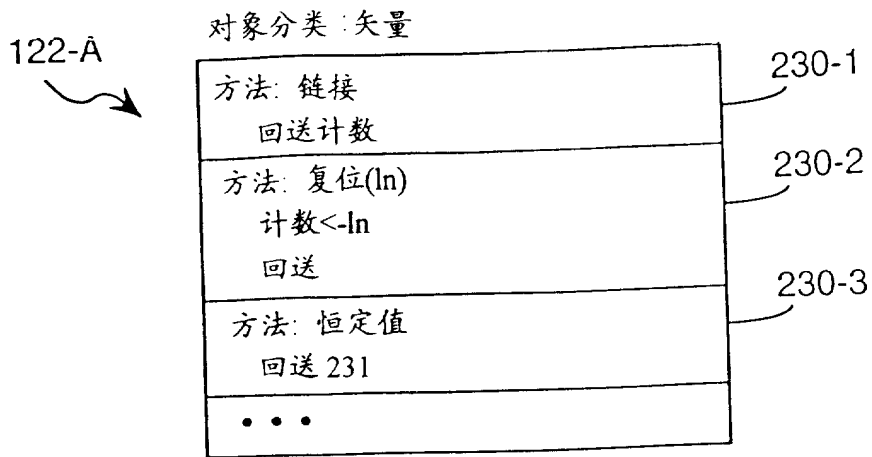 对象分类:矢量
122-A
方法: 链接
回送计数
230-1
方法: 复位(ln)
计数<-ln
回送
230-2
方法: 恒定值
回送 231
230-3
• • •